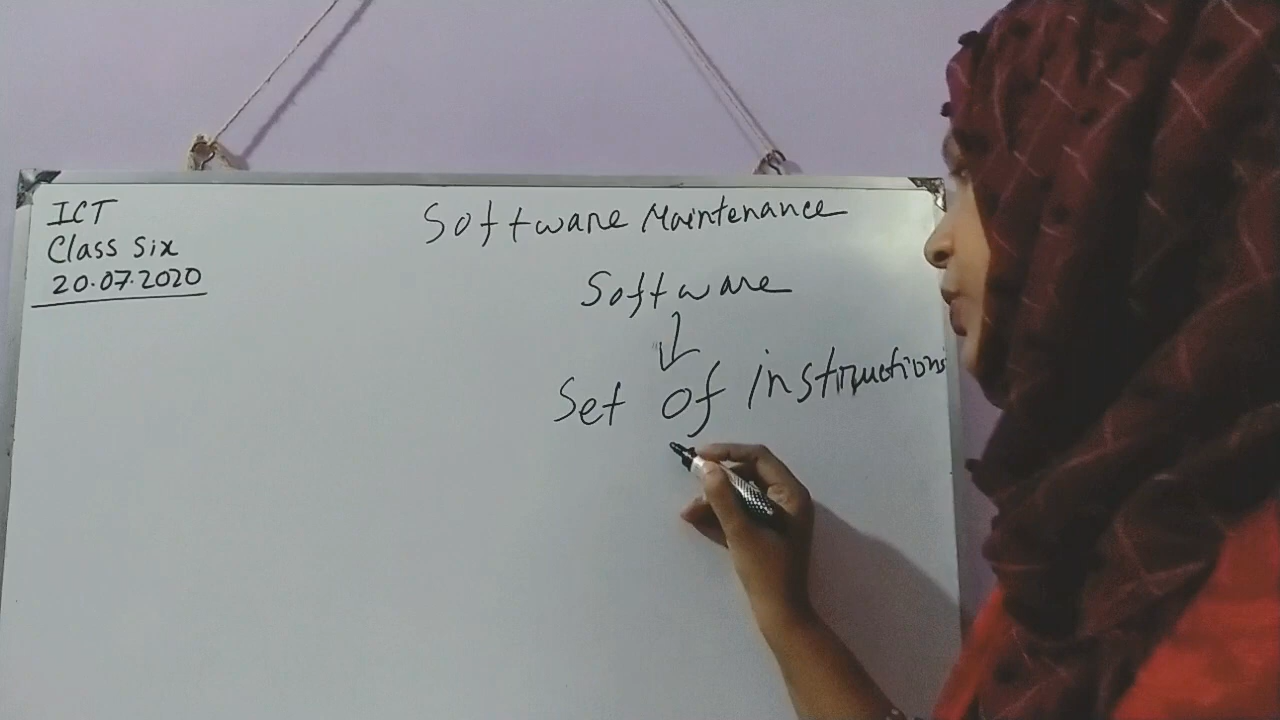 ICT
Class Six
20.07.2020
Software Maintenance
Software
Set of instructions